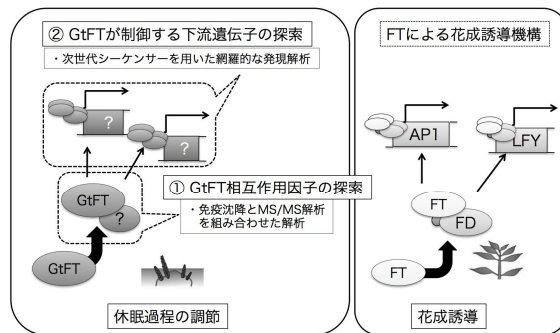 ② GtFTが制御する下流遺伝子の探索
・次世代シーケンサーを用いた網羅的な発現解析
?
?
① GtFT相互作用因子の探索
・免疫沈降とMS/MS解析
を組み合わせた解析
GtFT
?
GtFT
休眠過程の調節
FTによる花成誘導機構
AP1
LFY
FT
FD
FT
花成誘導